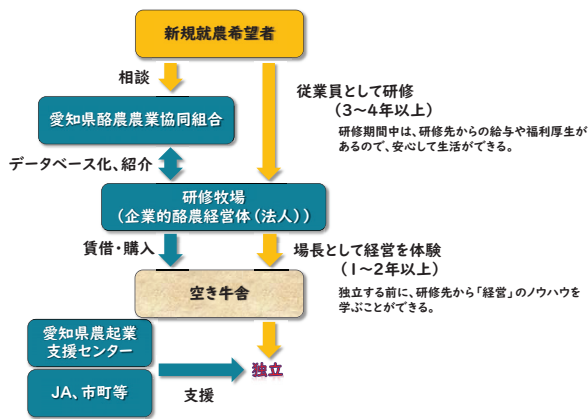 新規就農希望者
相談
従業員として研修
（3〜4年以上）
愛知県酪農農業協同組合
研修期間中は、研修先からの給与や福利厚生
があるので、安心して生活ができる。
データベース化、紹介
研修牧場
（企業的酪農経営体（法人））
賃借・購入
場長として経営を体験
（1〜2年以上）
空き牛舎
独立する前に、研修先から「経営」のノウハウを
学ぶことができる。
愛知県農起業
支援センター
独立
JA、市町等
支援